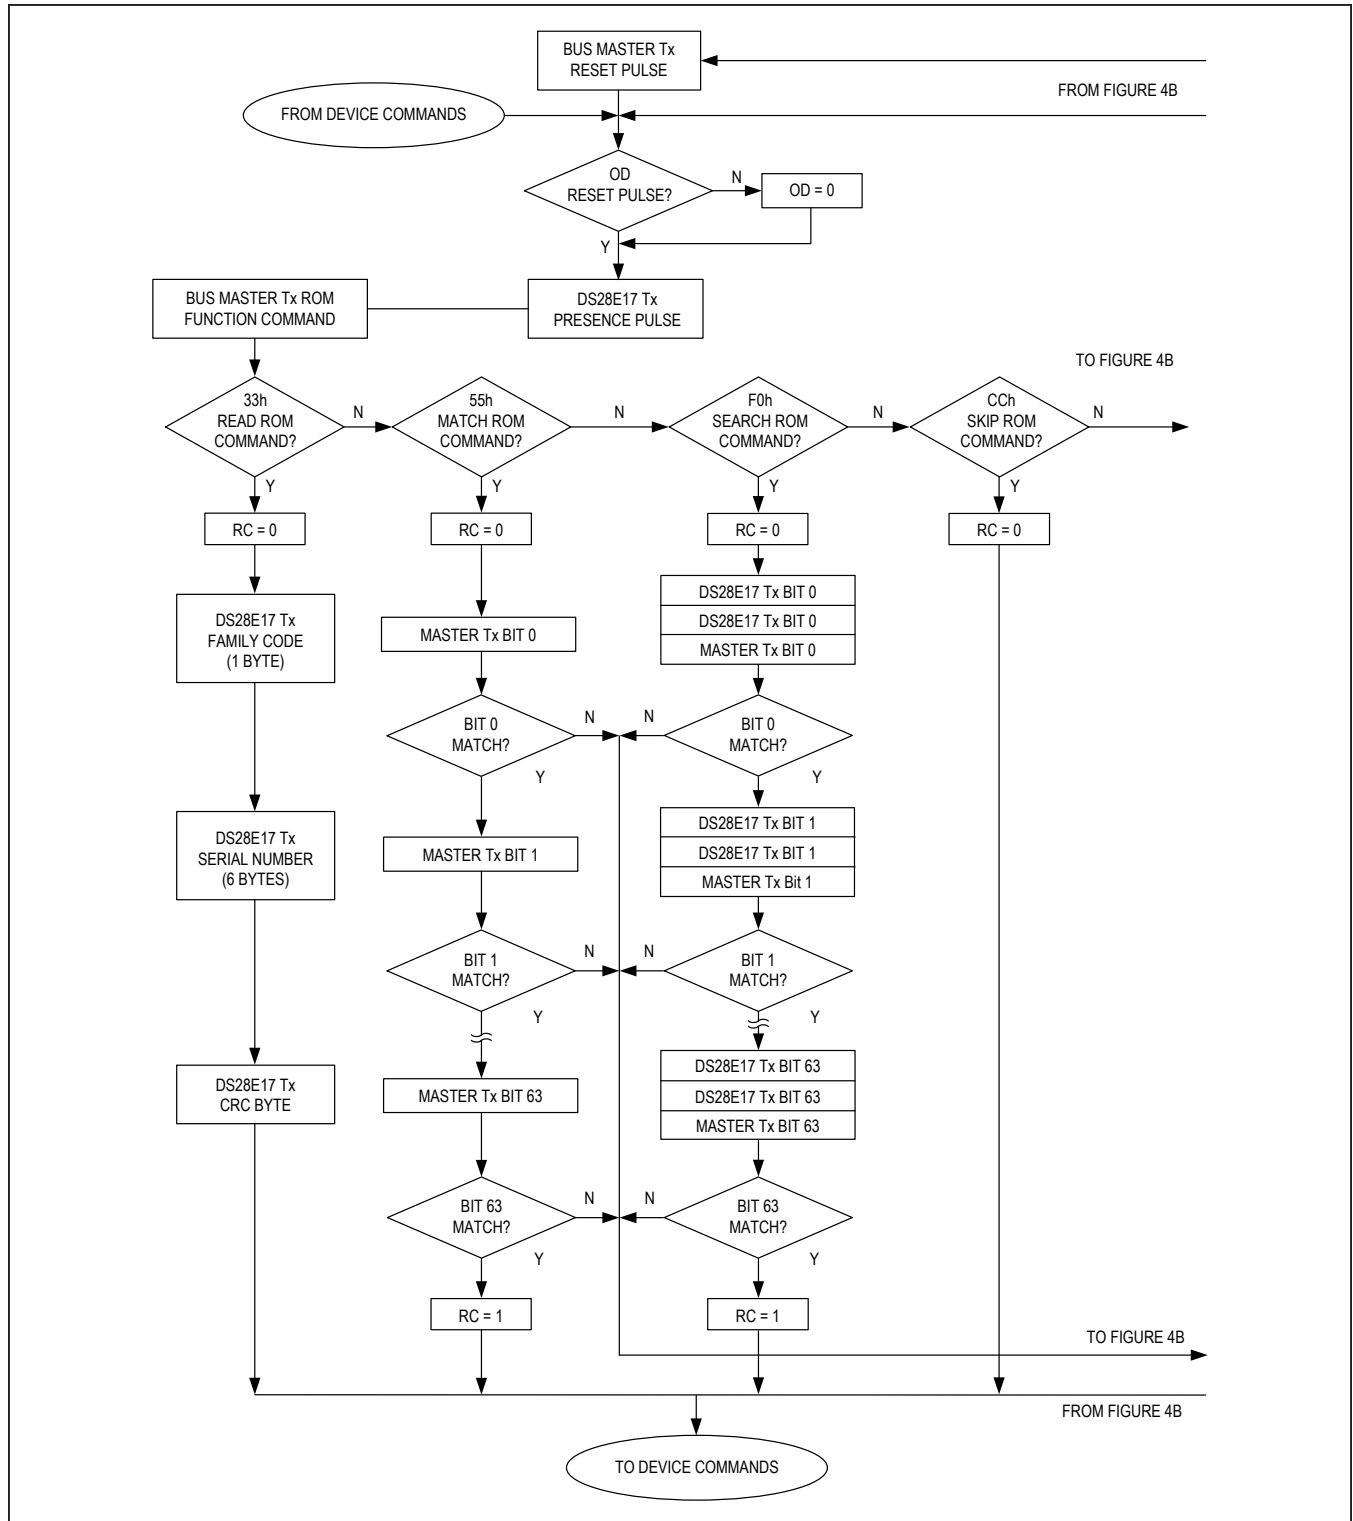 BUS MASTER Tx
RESET PULSE
FROM FIGURE 4B
FROM DEVICE COMMANDS
OD
RESET PULSE?
N
OD = 0
Y
BUS MASTER Tx ROM
FUNCTION COMMAND
DS28E17 Tx
PRESENCE PULSE
TO FIGURE 4B
33h
READ ROM
COMMAND?
N
55h
MATCH ROM
COMMAND?
N
F0h
SEARCH ROM
COMMAND?
N
CCh
SKIP ROM
COMMAND?
N
Y
Y
Y
Y
RC = 0
RC = 0
RC = 0
RC = 0
DS28E17 Tx
FAMILY CODE
(1 BYTE)
MASTER Tx BIT 0
DS28E17 Tx BIT 0
DS28E17 Tx BIT 0
MASTER Tx BIT 0
BIT 0
MATCH?
N
N
BIT 0
MATCH?
Y
Y
DS28E17 Tx
SERIAL NUMBER
(6 BYTES)
MASTER Tx BIT 1
DS28E17 Tx BIT 1
DS28E17 Tx BIT 1
MASTER Tx Bit 1
BIT 1
MATCH?
N
N
BIT 1
MATCH?
Y
Y
DS28E17 Tx
CRC BYTE
MASTER Tx BIT 63
DS28E17 Tx BIT 63
DS28E17 Tx BIT 63
MASTER Tx BIT 63
BIT 63
MATCH?
N
N
BIT 63
MATCH?
Y
Y
RC = 1
RC = 1
TO FIGURE 4B
FROM FIGURE 4B
TO DEVICE COMMANDS